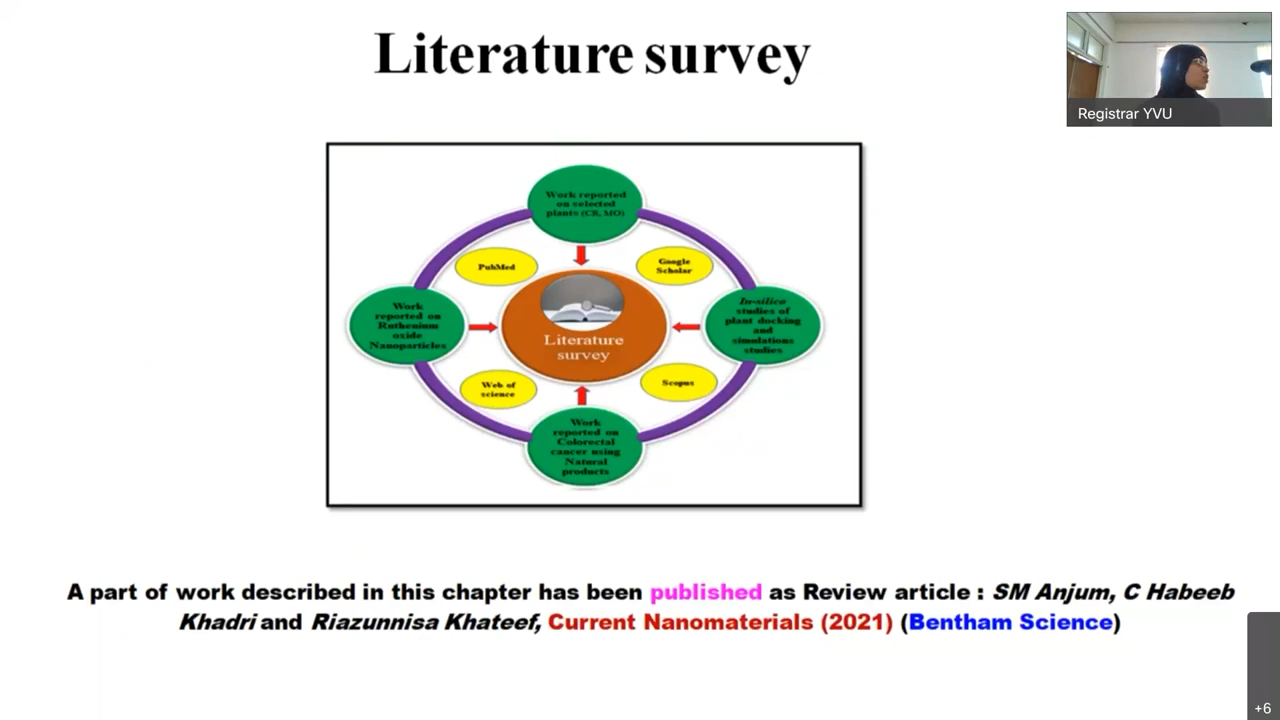 Literature survey
Registrar YVU
Work reported
on selected
plants (CR, MO)
PubMed
Google
Scholar
Work
reported on
Ruthenium
oxide
Nanoparticles
Literature
survey
In-silico
studies of
plant docking
and
simulations
studies
Web of
science
Scopus
Work
reported on
Colorectal
cancer using
Natural
products
A part of work described in this chapter has been published as Review article : SM Anjum, C Habeeb
Khadri and Riazunnisa Khateef, Current Nanomaterials (2021) (Bentham Science)
+6